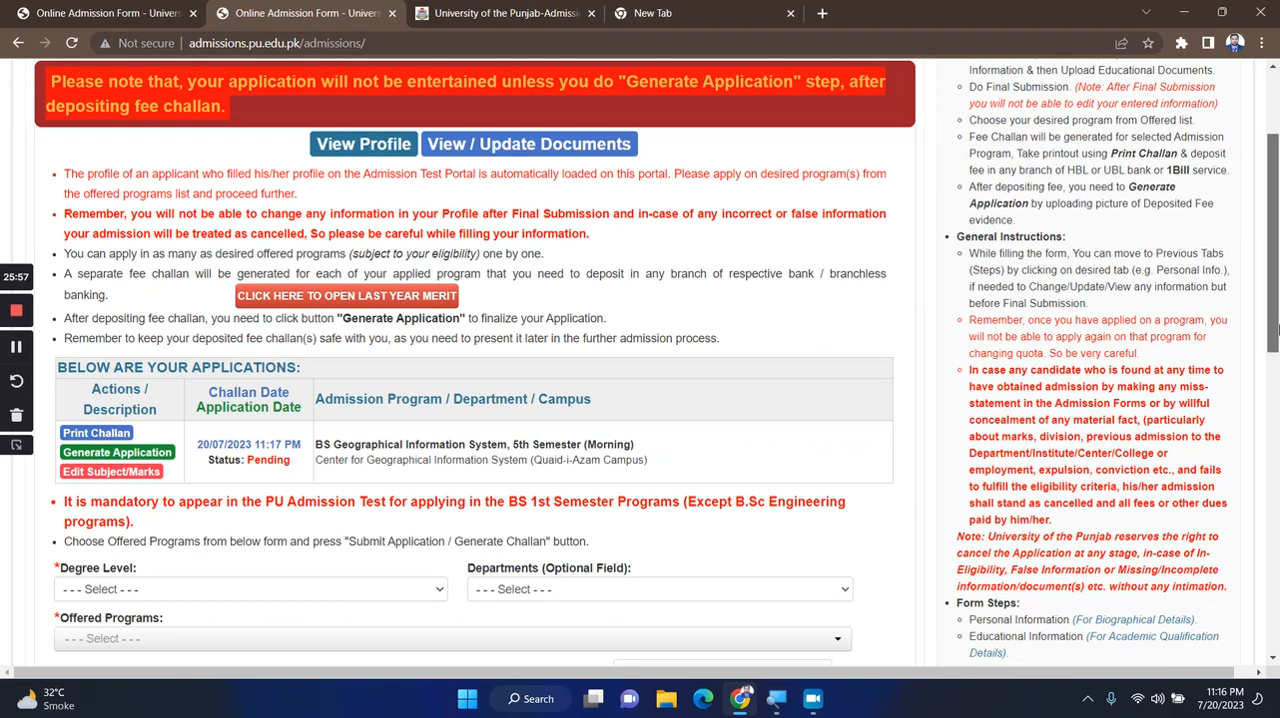 Online Admission Form - Univers
Online Admission Form - Univers
University of the Punjab-Admissi
New Tab
Not secure
admissions.pu.edu.pk/admissions/
Please note that, your application will not be entertained unless you do "Generate Application" step, after
depositing fee challan.
View Profile
View / Update Documents
The profile of an applicant who filled his/her profile on the Admission Test Portal is automatically loaded on this portal. Please apply on desired program(s) from
the offered programs list and proceed further.
Remember, you will not be able to change any information in your Profile after Final Submission and in-case of any incorrect or false information
your admission will be treated as cancelled, So please be careful while filling your information.
You can apply in as many as desired offered programs (subject to your eligibility) one by one.
A separate fee challan will be generated for each of your applied program that you need to deposit in any branch of respective bank / branchless
banking.
CLICK HERE TO OPEN LAST YEAR MERIT
After depositing fee challan, you need to click button "Generate Application" to finalize your Application.
Remember to keep your deposited fee challan(s) safe with you, as you need to present it later in the further admission process.
BELOW ARE YOUR APPLICATIONS:
Actions /
Description
Challan Date
Application Date
Admission Program / Department / Campus
Print Challan
Generate Application
Edit Subject/Marks
20/07/2023 11:17 PM
Status: Pending
BS Geographical Information System, 5th Semester (Morning)
Center for Geographical Information System (Quaid-i-Azam Campus)
It is mandatory to appear in the PU Admission Test for applying in the BS 1st Semester Programs (Except B.Sc Engineering
programs).
Choose Offered Programs from below form and press "Submit Application / Generate Challan" button.
*Degree Level:
- - - Select - - -
Departments (Optional Field):
- - - Select - - -
*Offered Programs:
- - - Select - - -
Information & then Upload Educational Documents.
Do Final Submission. (Note: After Final Submission
you will not be able to edit your entered information)
Choose your desired program from Offered list.
Fee Challan will be generated for selected Admission
Program, Take printout using Print Challan & deposit
fee in any branch of HBL or UBL bank or 1Bill service.
After depositing fee, you need to Generate
Application by uploading picture of Deposited Fee
evidence.
General Instructions:
While filling the form, You can move to Previous Tabs
(Steps) by clicking on desired tab (e.g. Personal Info.),
if needed to Change/Update/View any information but
before Final Submission.
Remember, once you have applied on a program, you
will not be able to apply again on that program for
changing quota. So be very careful.
In case any candidate who is found at any time to
have obtained admission by making any miss-
statement in the Admission Forms or by willful
concealment of any material fact, (particularly
about marks, division, previous admission to the
Department/Institute/Center/College or
employment, expulsion, conviction etc., and fails
to fulfill the eligibility criteria, his/her admission
shall stand as cancelled and all fees or other dues
paid by him/her.
Note: University of the Punjab reserves the right to
cancel the Application at any stage, in-case of In-
Eligibility, False Information or Missing/Incomplete
information/document(s) etc. without any intimation.
Form Steps:
Personal Information (For Biographical Details).
Educational Information (For Academic Qualification
Details).
25:57
32°C
Smoke
Search
11:16 PM
7/20/2023